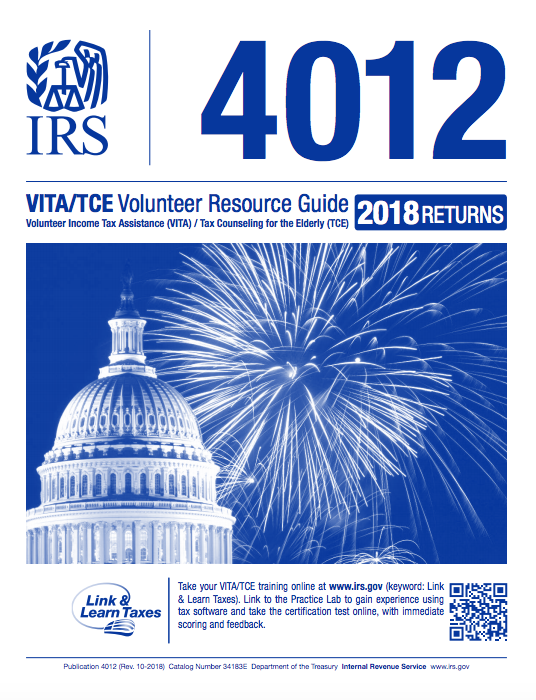 IRS
4012
VITA/TCE Volunteer Resource Guide
Volunteer Income Tax Assistance (VITA) / Tax Counseling for the Elderly (TCE)
2018 RETURNS
Link &
Learn Taxes
Take your VITA/TCE training online at www.irs.gov (keyword: Link
& Learn Taxes). Link to the Practice Lab to gain experience using
tax software and take the certification test online, with immediate
scoring and feedback.
Publication 4012 (Rev. 10-2018) Catalog Number 34183E Department of the Treasury Internal Revenue Service www.irs.gov